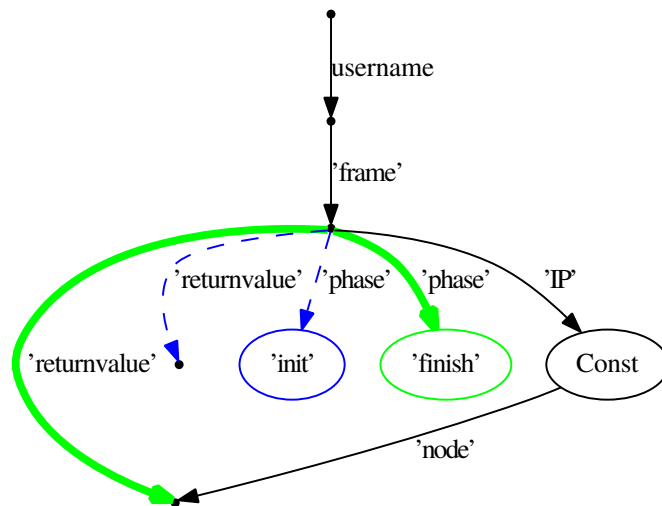 username
’frame’
’returnvalue’ ’phase’ ’phase’ ’IP’
’returnvalue’ ’init’ ’finish’ Const
’node’